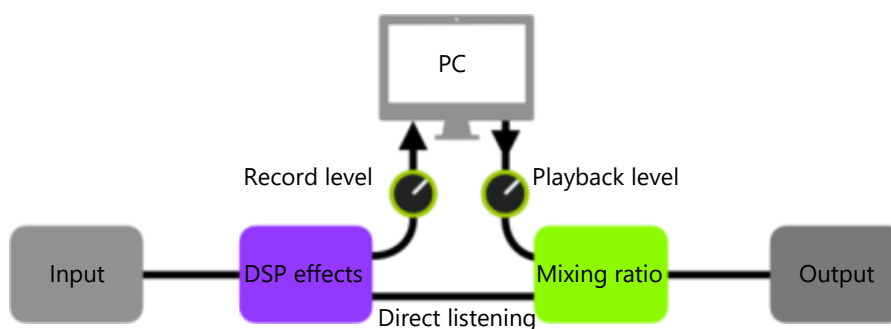 PC
Record level
Playback level
Input
DSP effects
Mixing ratio
Output
Direct listening